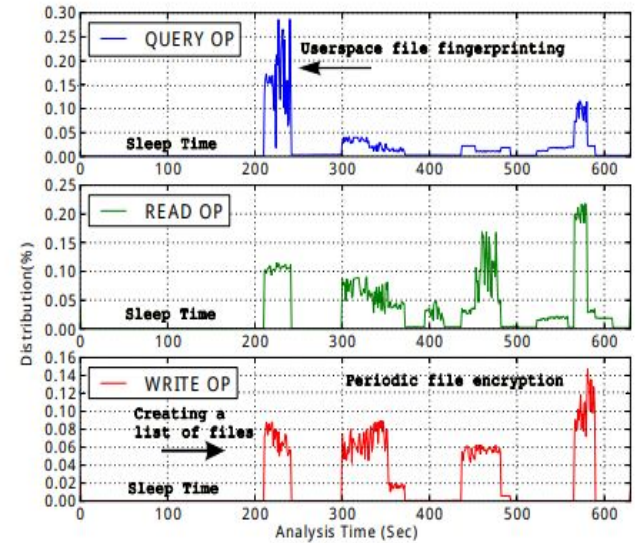 0.30
QUERY OP
0.25
Userspace file fingerprinting
0.20
0.15
0.10
0.05
Sleep Time
0.00
0 100 200 300 400 500 600
0.25
READ OP
0.20
0.15
0.10
0.05
Sleep Time
0.00
0 100 200 300 400 500 600
Distribution(%)
0.16
WRITE OP
Periodic file encryption
0.14
0.12
0.10
Creating a
list of files
0.08
0.06
0.04
0.02
Sleep Time
0.00
0 100 200 300 400 500 600
Analysis Time (Sec)